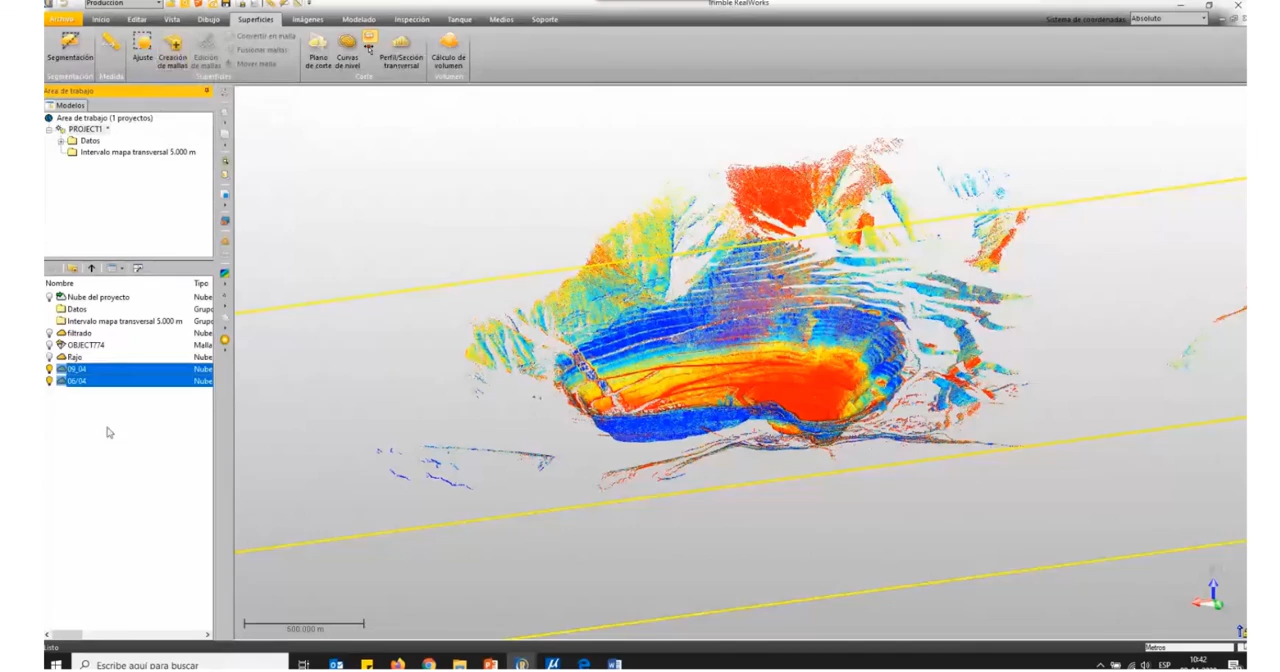 Produccion
Trimble RealWorks
Archivo Inicio Editar Vista Dibujo Superficies Imágenes Modelado Inspección Tanque Medios Soporte
Sistema de coordenadas: Absoluto
Segmentación
Ajuste
Creación de mallas
Edición de mallas
Convertir en malla
Fusionar mallas
Mover malla
Plano de corte
Curvas de nivel
Perfil/Sección transversal
Cálculo de volumen
Segmentación Medida Superficies Corte Volumen
Área de trabajo
Modelos
Área de trabajo (1 proyectos)
PROJECT1 *
Datos
Intervalo mapa transversal 5.000 m
Nombre Tipo
Nube del proyecto Nube
Datos Grupo
Intervalo mapa transversal 5.000 m Grupo
filtrado Nube
OBJECT774 Malla
Rajo Nube
09_04 Nube
06/04 Nube
600.000 m
Listo
Metros
Escribe aquí para buscar
ESP
10:42